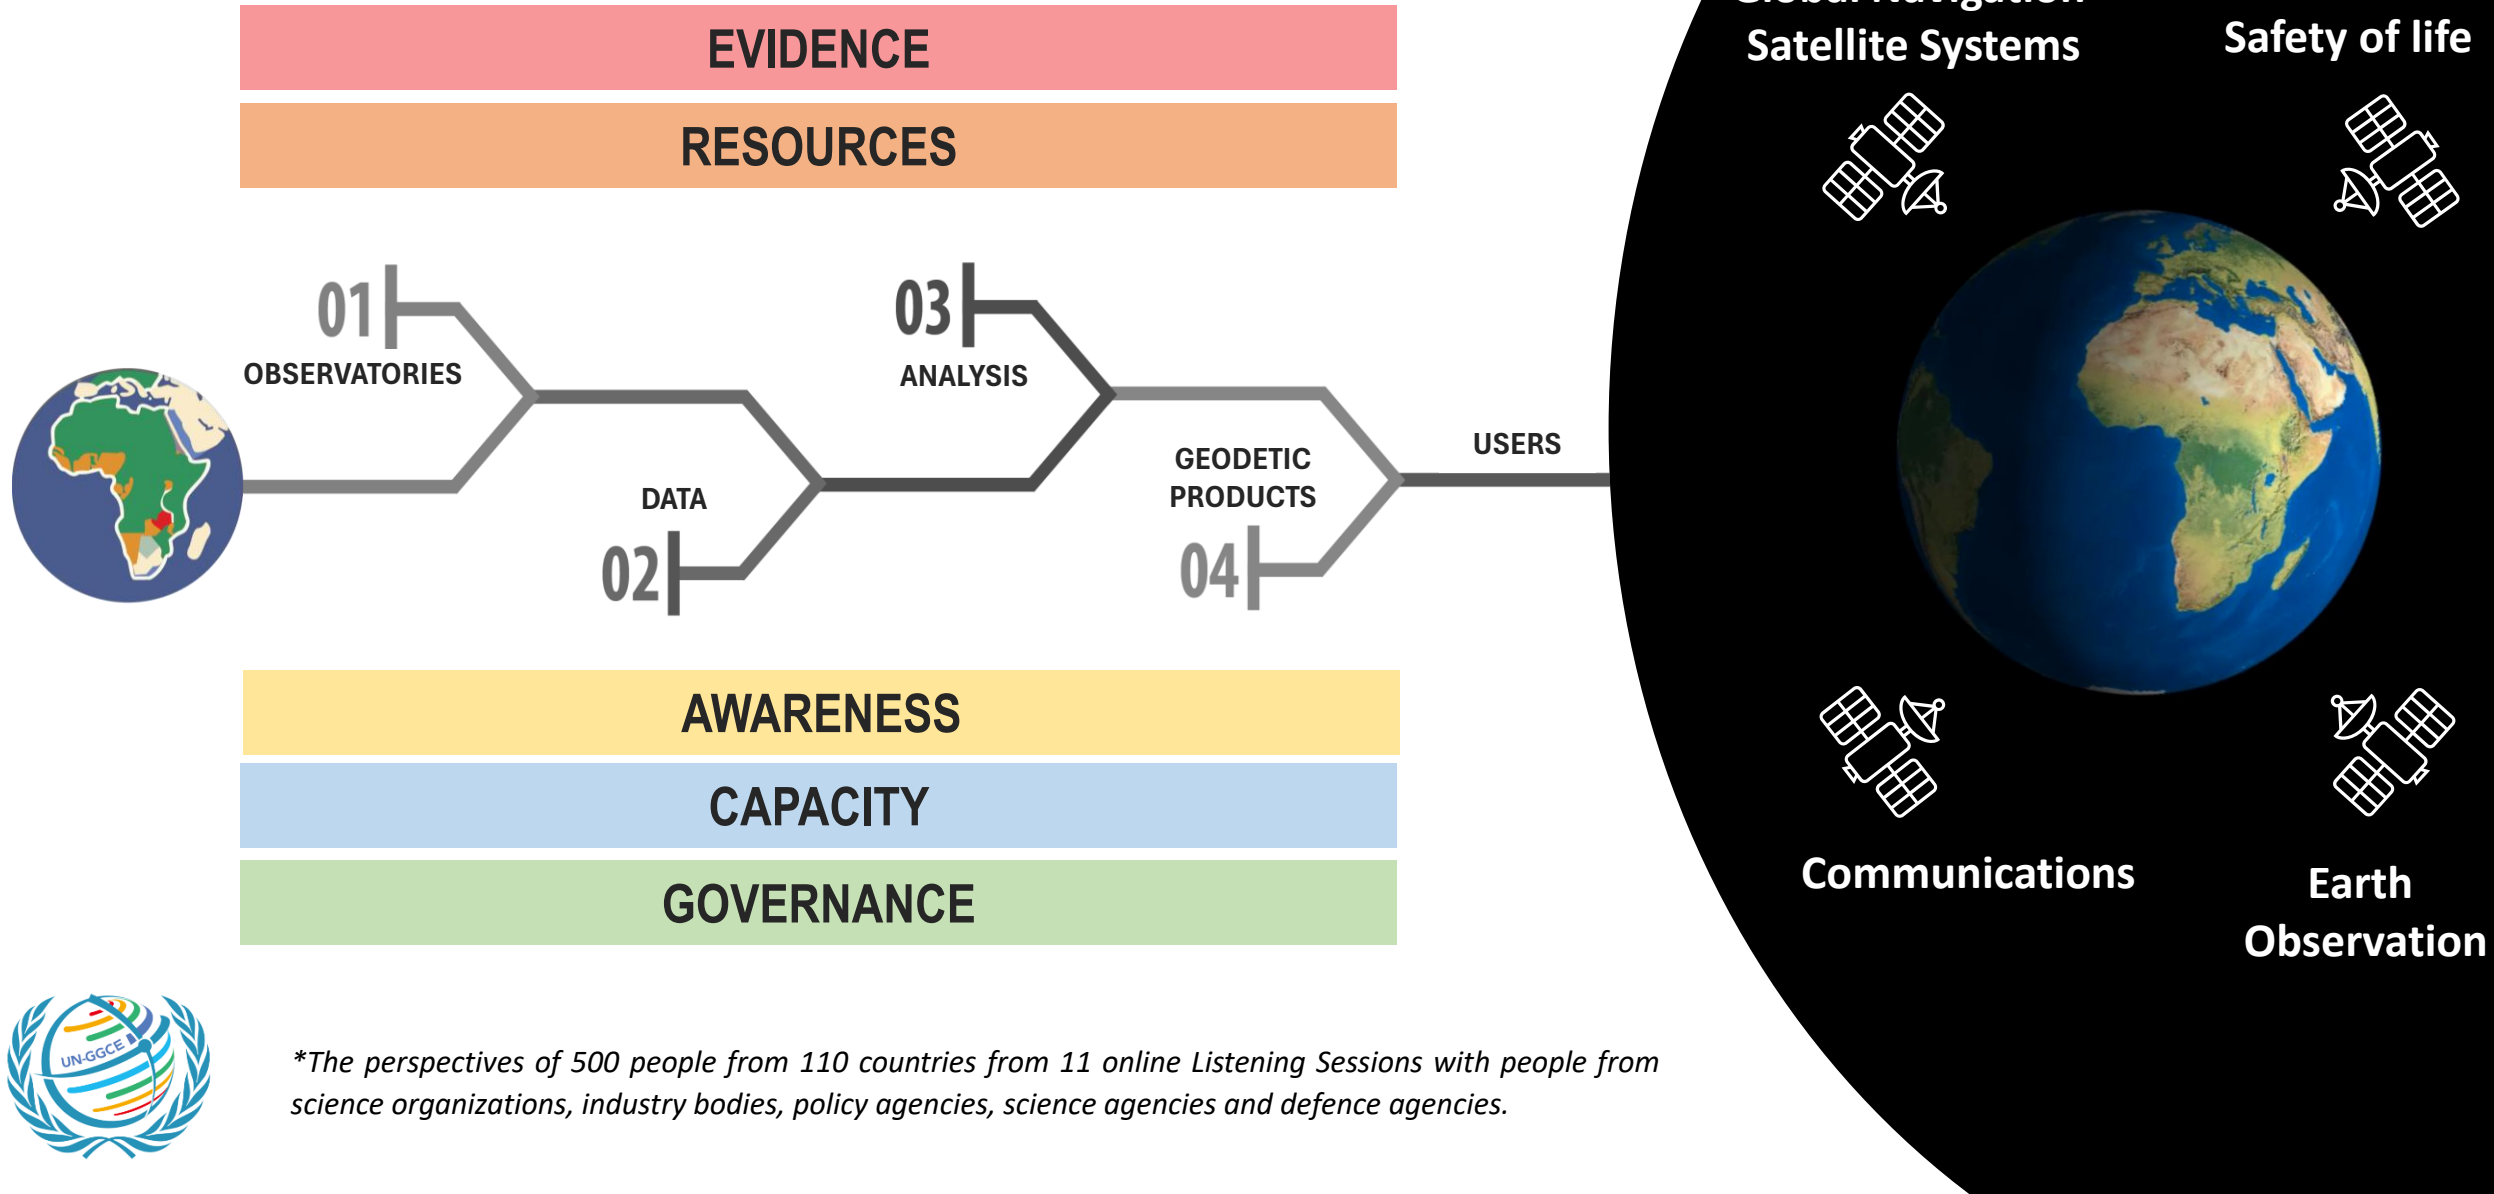 EVIDENCE
RESOURCES
01
OBSERVATORIES
DATA
02
03
ANALYSIS
GEODETIC
PRODUCTS
04
USERS
AWARENESS
CAPACITY
GOVERNANCE
UN-GGCE
*The perspectives of 500 people from 110 countries from 11 online Listening Sessions with people from
science organizations, industry bodies, policy agencies, science agencies and defence agencies.
Global Navigation
Satellite Systems
Safety of life
Communications
Earth
Observation